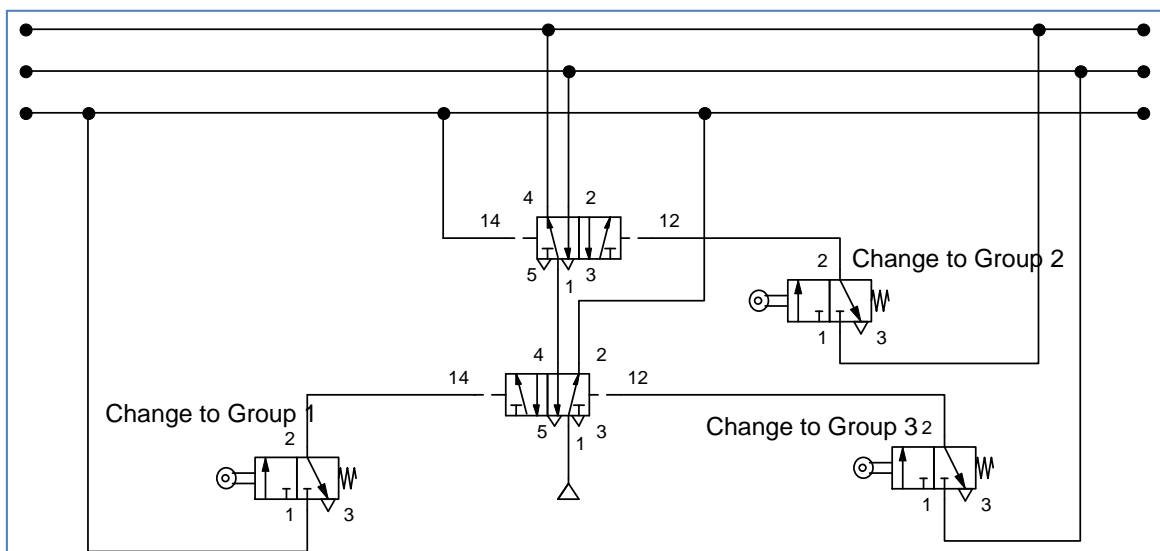 4 2
14 12
5 1 3
2 Change to Group 2
1 3
4 2
14 12
5 1 3
Change to Group 1
2
1 3
Change to Group 3 2
1 3